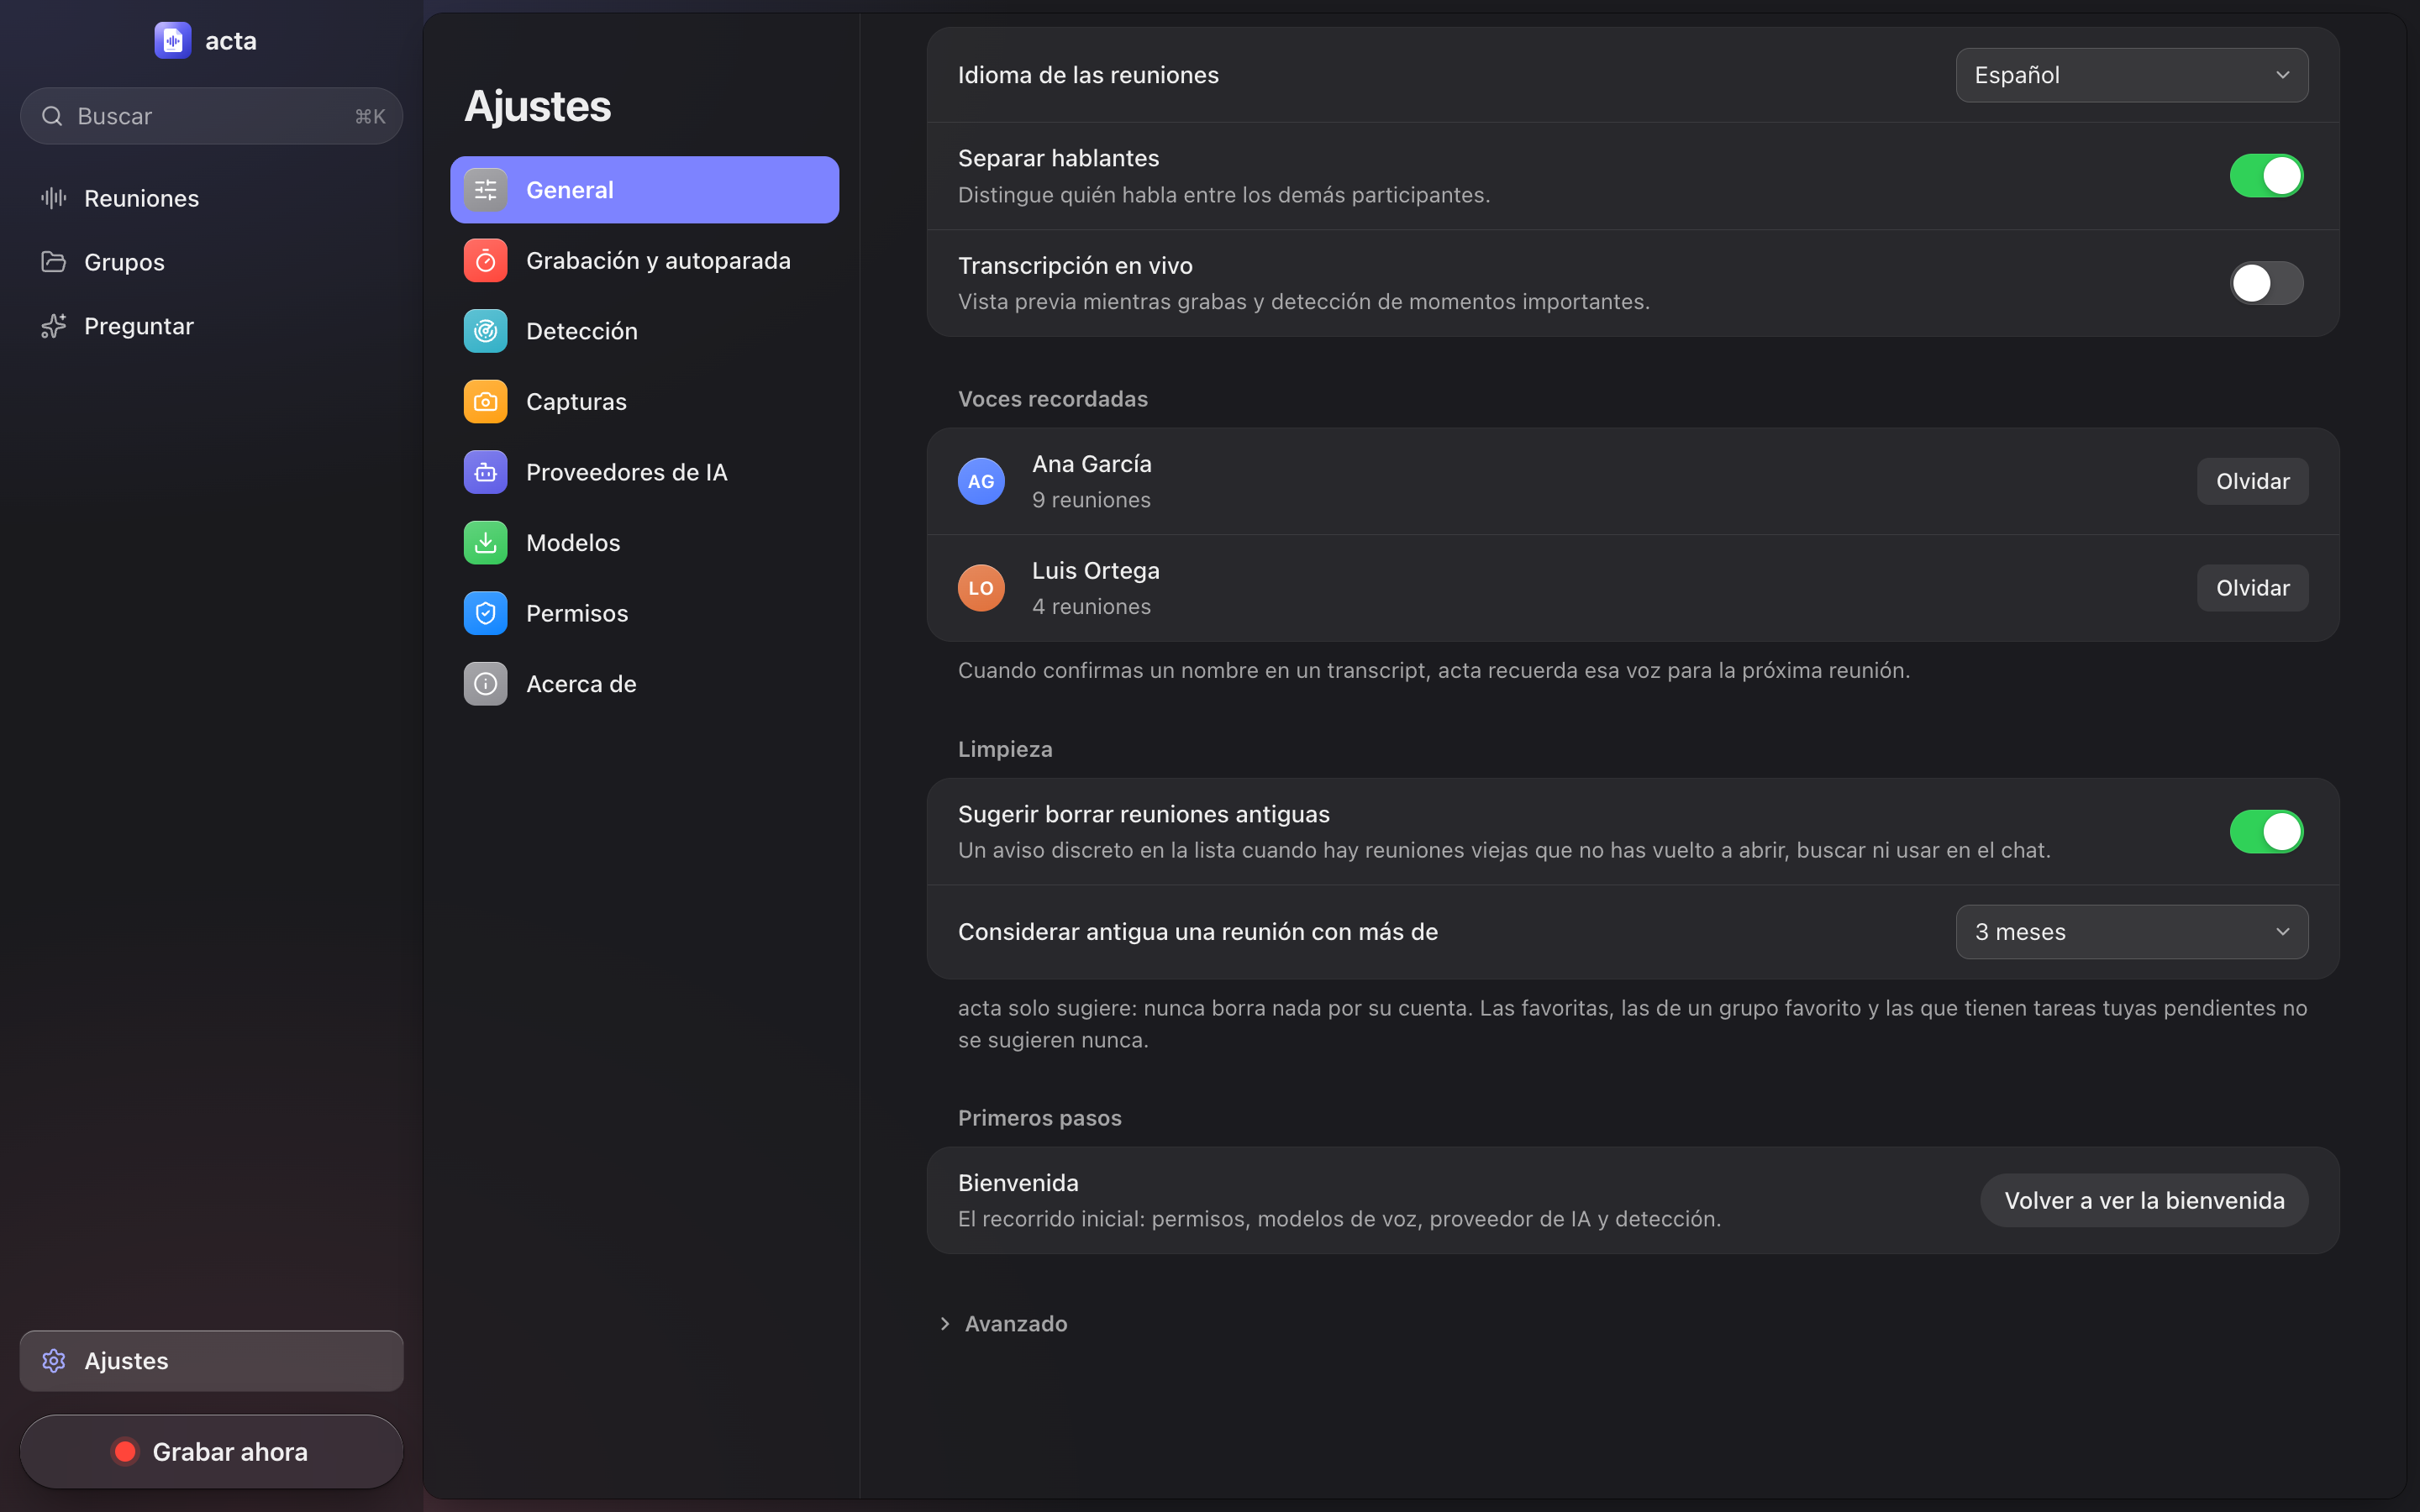 acta
Buscar ⌘K
Reuniones
Grupos
Preguntar
Ajustes
Grabar ahora
Ajustes
General
Grabación y autoparada
Detección
Capturas
Proveedores de IA
Modelos
Permisos
Acerca de
Idioma de las reuniones
Español
Separar hablantes
Distingue quién habla entre los demás participantes.
Transcripción en vivo
Vista previa mientras grabas y detección de momentos importantes.
Voces recordadas
AG
Ana García
9 reuniones
Olvidar
LO
Luis Ortega
4 reuniones
Olvidar
Cuando confirmas un nombre en un transcript, acta recuerda esa voz para la próxima reunión.
Limpieza
Sugerir borrar reuniones antiguas
Un aviso discreto en la lista cuando hay reuniones viejas que no has vuelto a abrir, buscar ni usar en el chat.
Considerar antigua una reunión con más de
3 meses
acta solo sugiere: nunca borra nada por su cuenta. Las favoritas, las de un grupo favorito y las que tienen tareas tuyas pendientes no
se sugieren nunca.
Primeros pasos
Bienvenida
El recorrido inicial: permisos, modelos de voz, proveedor de IA y detección.
Volver a ver la bienvenida
Avanzado